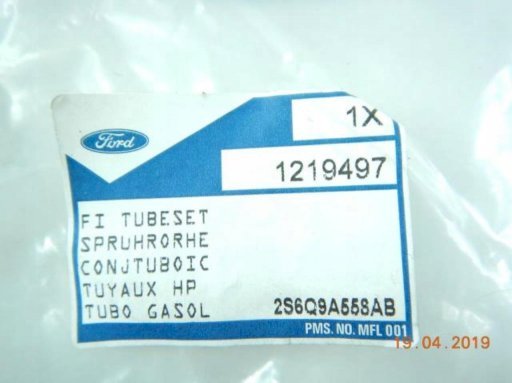 Ford
1X
1219497
FI TUBESET
SPRUHRORHE
CONJTUBOIC
TUYAUX HP
TUBO GASOL 2S6Q9A558AB
PMS. NO. MFL 001
19.04.2019